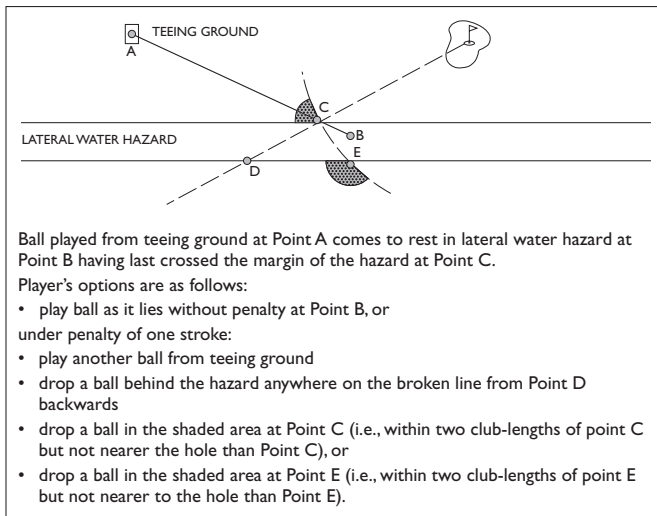 TEEING GROUND
A
C
LATERAL WATER HAZARD
B
E
D
Ball played from teeing ground at Point A comes to rest in lateral water hazard at
Point B having last crossed the margin of the hazard at Point C.
Player's options are as follows:
• play ball as it lies without penalty at Point B, or
under penalty of one stroke:
• play another ball from teeing ground
• drop a ball behind the hazard anywhere on the broken line from Point D
backwards
• drop a ball in the shaded area at Point C (i.e., within two club-lengths of point C
but not nearer the hole than Point C), or
• drop a ball in the shaded area at Point E (i.e., within two club-lengths of point E
but not nearer to the hole than Point E).